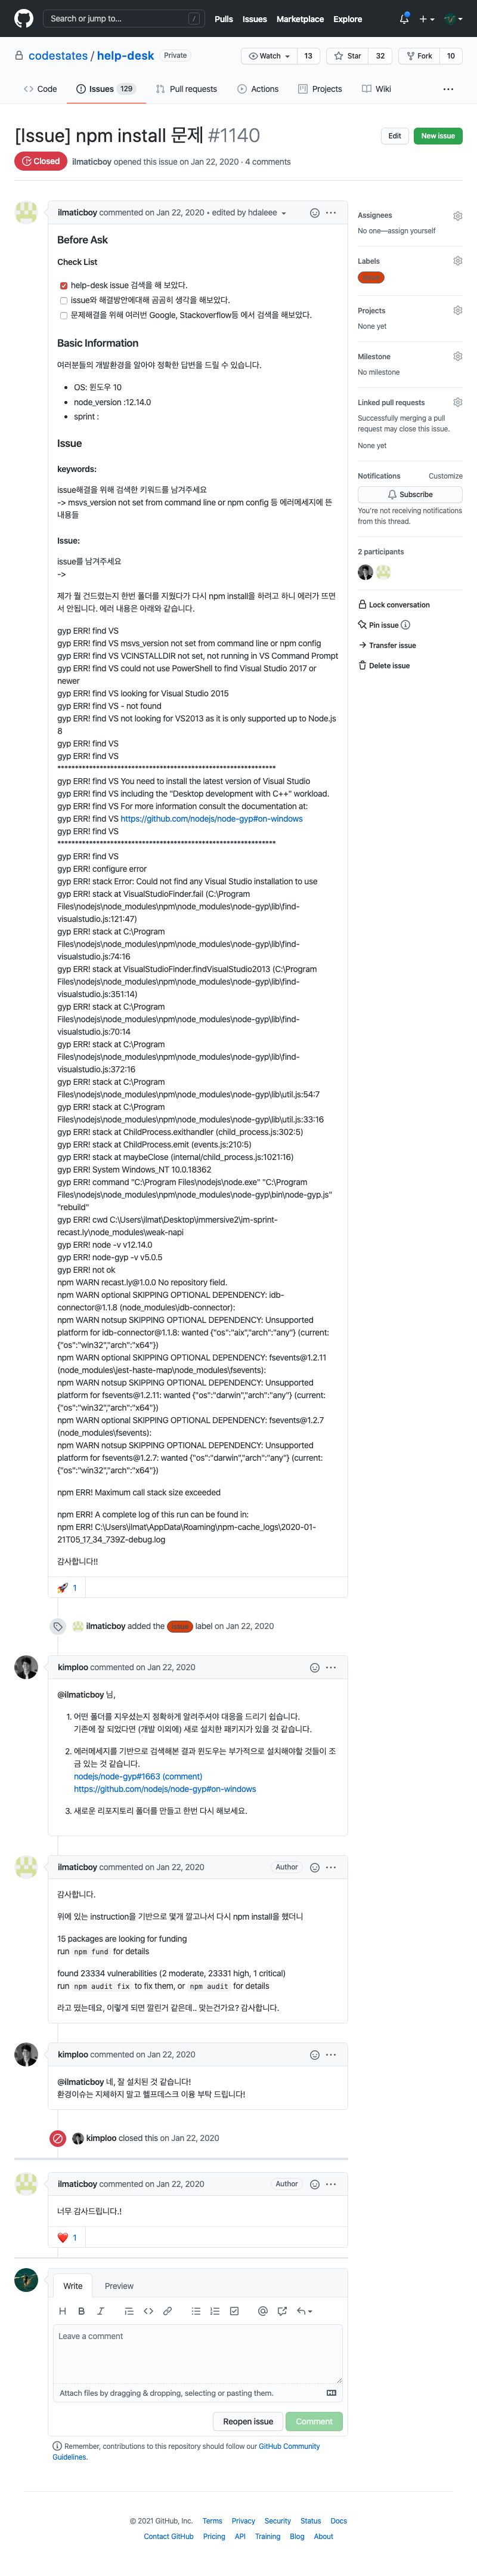 Search or jump to...
/
Pulls Issues Marketplace Explore
codestates / help-desk Private
Watch 13 Star 32 Fork 10
Code Issues 129 Pull requests Actions Projects Wiki
[Issue] npm install 문제 #1140
Edit New issue
Closed ilmaticboy opened this issue on Jan 22, 2020 · 4 comments
ilmaticboy commented on Jan 22, 2020 • edited by hdaleee
Before Ask
Check List
help-desk issue 검색을 해 보았다.
issue와 해결방안에대해 곰곰히 생각을 해보았다.
문제해결을 위해 여러번 Google, Stackoverflow등 에서 검색을 해보았다.
Basic Information
여러분들의 개발환경을 알아야 정확한 답변을 드릴 수 있습니다.
OS: 윈도우 10
node_version :12.14.0
sprint :
Issue
keywords:
issue해결을 위해 검색한 키워드를 남겨주세요
-> msvs_version not set from command line or npm config 등 에러메세지에 뜬
내용들
Issue:
issue를 남겨주세요
->
제가 뭘 건드렸는지 한번 폴더를 지웠다가 다시 npm install을 하려고 하니 에러가 뜨면
서 안됩니다. 에러 내용은 아래와 같습니다.
gyp ERR! find VS
gyp ERR! find VS msvs_version not set from command line or npm config
gyp ERR! find VS VCINSTALLDIR not set, not running in VS Command Prompt
gyp ERR! find VS could not use PowerShell to find Visual Studio 2017 or
newer
gyp ERR! find VS looking for Visual Studio 2015
gyp ERR! find VS - not found
gyp ERR! find VS not looking for VS2013 as it is only supported up to Node.js
8
gyp ERR! find VS
gyp ERR! find VS
**************************************************************
gyp ERR! find VS You need to install the latest version of Visual Studio
gyp ERR! find VS including the "Desktop development with C++" workload.
gyp ERR! find VS For more information consult the documentation at:
gyp ERR! find VS https://github.com/nodejs/node-gyp#on-windows
gyp ERR! find VS
**************************************************************
gyp ERR! find VS
gyp ERR! configure error
gyp ERR! stack Error: Could not find any Visual Studio installation to use
gyp ERR! stack at VisualStudioFinder.fail (C:\Program
Files\nodejs\node_modules\npm\node_modules\node-gyp\lib\find-
visualstudio.js:121:47)
gyp ERR! stack at C:\Program
Files\nodejs\node_modules\npm\node_modules\node-gyp\lib\find-
visualstudio.js:74:16
gyp ERR! stack at VisualStudioFinder.findVisualStudio2013 (C:\Program
Files\nodejs\node_modules\npm\node_modules\node-gyp\lib\find-
visualstudio.js:351:14)
gyp ERR! stack at C:\Program
Files\nodejs\node_modules\npm\node_modules\node-gyp\lib\find-
visualstudio.js:70:14
gyp ERR! stack at C:\Program
Files\nodejs\node_modules\npm\node_modules\node-gyp\lib\find-
visualstudio.js:372:16
gyp ERR! stack at C:\Program
Files\nodejs\node_modules\npm\node_modules\node-gyp\lib\util.js:54:7
gyp ERR! stack at C:\Program
Files\nodejs\node_modules\npm\node_modules\node-gyp\lib\util.js:33:16
gyp ERR! stack at ChildProcess.exithandler (child_process.js:302:5)
gyp ERR! stack at ChildProcess.emit (events.js:210:5)
gyp ERR! stack at maybeClose (internal/child_process.js:1021:16)
gyp ERR! System Windows_NT 10.0.18362
gyp ERR! command "C:\Program Files\nodejs\node.exe" "C:\Program
Files\nodejs\node_modules\npm\node_modules\node-gyp\bin\node-gyp.js"
"rebuild"
gyp ERR! cwd C:\Users\ilmat\Desktop\immersive2\im-sprint-
recast.ly\node_modules\weak-napi
gyp ERR! node -v v12.14.0
gyp ERR! node-gyp -v v5.0.5
gyp ERR! not ok
npm WARN recast.ly@1.0.0 No repository field.
npm WARN optional SKIPPING OPTIONAL DEPENDENCY: idb-
connector@1.1.8 (node_modules\idb-connector):
npm WARN notsup SKIPPING OPTIONAL DEPENDENCY: Unsupported
platform for idb-connector@1.1.8: wanted {"os":"aix","arch":"any"} (current:
{"os":"win32","arch":"x64"})
npm WARN optional SKIPPING OPTIONAL DEPENDENCY: fsevents@1.2.11
(node_modules\jest-haste-map\node_modules\fsevents):
npm WARN notsup SKIPPING OPTIONAL DEPENDENCY: Unsupported
platform for fsevents@1.2.11: wanted {"os":"darwin","arch":"any"} (current:
{"os":"win32","arch":"x64"})
npm WARN optional SKIPPING OPTIONAL DEPENDENCY: fsevents@1.2.7
(node_modules\fsevents):
npm WARN notsup SKIPPING OPTIONAL DEPENDENCY: Unsupported
platform for fsevents@1.2.7: wanted {"os":"darwin","arch":"any"} (current:
{"os":"win32","arch":"x64"})
npm ERR! Maximum call stack size exceeded
npm ERR! A complete log of this run can be found in:
npm ERR! C:\Users\ilmat\AppData\Roaming\npm-cache_logs\2020-01-
21T05_17_34_739Z-debug.log
감사합니다!!
1
ilmaticboy added the issue label on Jan 22, 2020
kimploo commented on Jan 22, 2020
@ilmaticboy 님,
1. 어떤 폴더를 지우셨는지 정확하게 알려주셔야 대응을 드리기 쉽습니다.
기존에 잘 되었다면 (개발 이외에) 새로 설치한 패키지가 있을 것 같습니다.
2. 에러메세지를 기반으로 검색해본 결과 윈도우는 부가적으로 설치해야할 것들이 조
금 있는 것 같습니다.
nodejs/node-gyp#1663 (comment)
https://github.com/nodejs/node-gyp#on-windows
3. 새로운 리포지토리 폴더를 만들고 한번 다시 해보세요.
ilmaticboy commented on Jan 22, 2020 Author
감사합니다.
위에 있는 instruction을 기반으로 몇개 깔고나서 다시 npm install을 했더니
15 packages are looking for funding
run npm fund for details
found 23334 vulnerabilities (2 moderate, 23331 high, 1 critical)
run npm audit fix to fix them, or npm audit for details
라고 떴는데요, 이렇게 되면 깔린거 같은데.. 맞는건가요? 감사합니다.
kimploo commented on Jan 22, 2020
@ilmaticboy 네, 잘 설치된 것 같습니다!
환경이슈는 지체하지 말고 헬프데스크 이용 부탁 드립니다!
kimploo closed this on Jan 22, 2020
ilmaticboy commented on Jan 22, 2020 Author
너무 감사드립니다.!
1
Write Preview
Leave a comment
Attach files by dragging & dropping, selecting or pasting them.
Reopen issue Comment
Remember, contributions to this repository should follow our GitHub Community
Guidelines.
Assignees
No one—assign yourself
Labels
Projects
None yet
Milestone
No milestone
Linked pull requests
Successfully merging a pull
request may close this issue.
None yet
Notifications Customize
Subscribe
You're not receiving notifications
from this thread.
2 participants
Lock conversation
Pin issue
Transfer issue
Delete issue
© 2021 GitHub, Inc. Terms Privacy Security Status Docs
Contact GitHub Pricing API Training Blog About